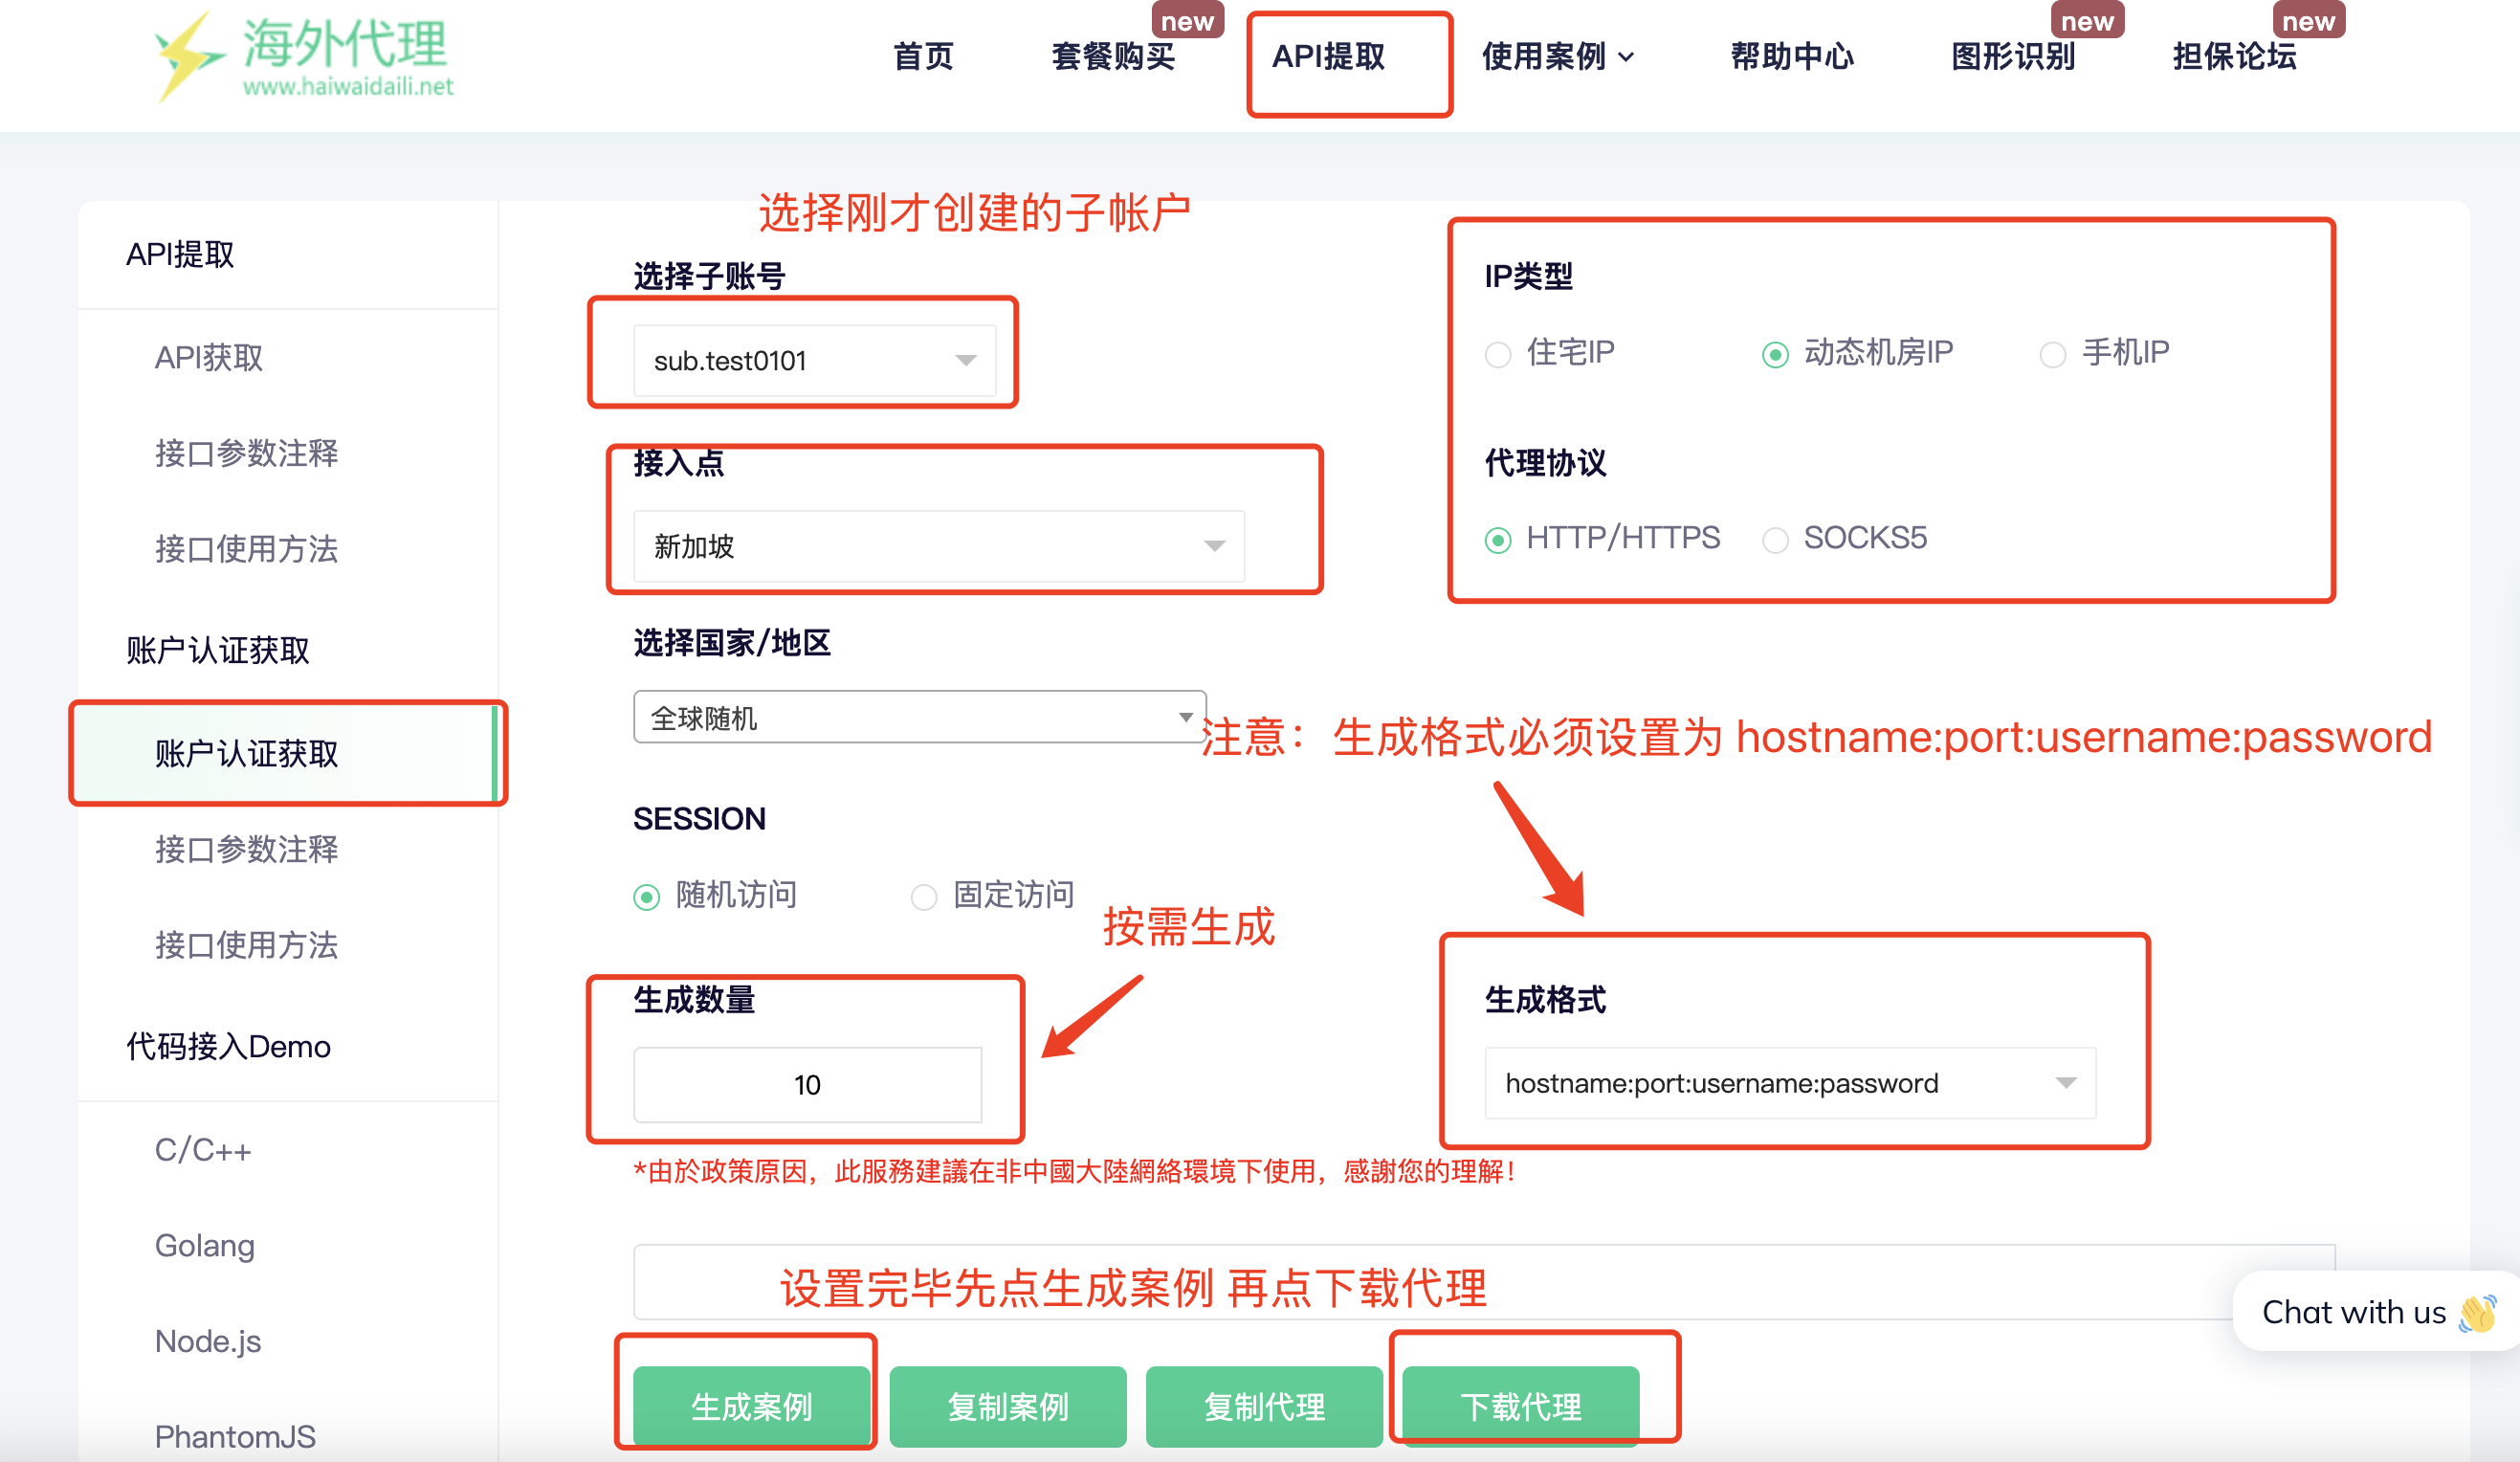 海外代理
www.haiwaidaili.net
首页
套餐购买
new
API提取
使用案例
帮助中心
图形识别
new
担保论坛
new
API提取
API获取
接口参数注释
接口使用方法
账户认证获取
账户认证获取
接口参数注释
接口使用方法
代码接入Demo
C/C++
Golang
Node.js
PhantomJS
选择刚才创建的子帐户
选择子账号
sub.test0101
IP类型
住宅IP
动态机房IP
手机IP
接入点
新加坡
代理协议
HTTP/HTTPS
SOCKS5
选择国家/地区
全球随机
注意：生成格式必须设置为 hostname:port:username:password
SESSION
随机访问
固定访问
按需生成
生成数量
10
生成格式
hostname:port:username:password
*由於政策原因，此服務建議在非中國大陸網絡環境下使用，感謝您的理解！
设置完毕先点生成案例 再点下载代理
生成案例
复制案例
复制代理
下载代理
Chat with us